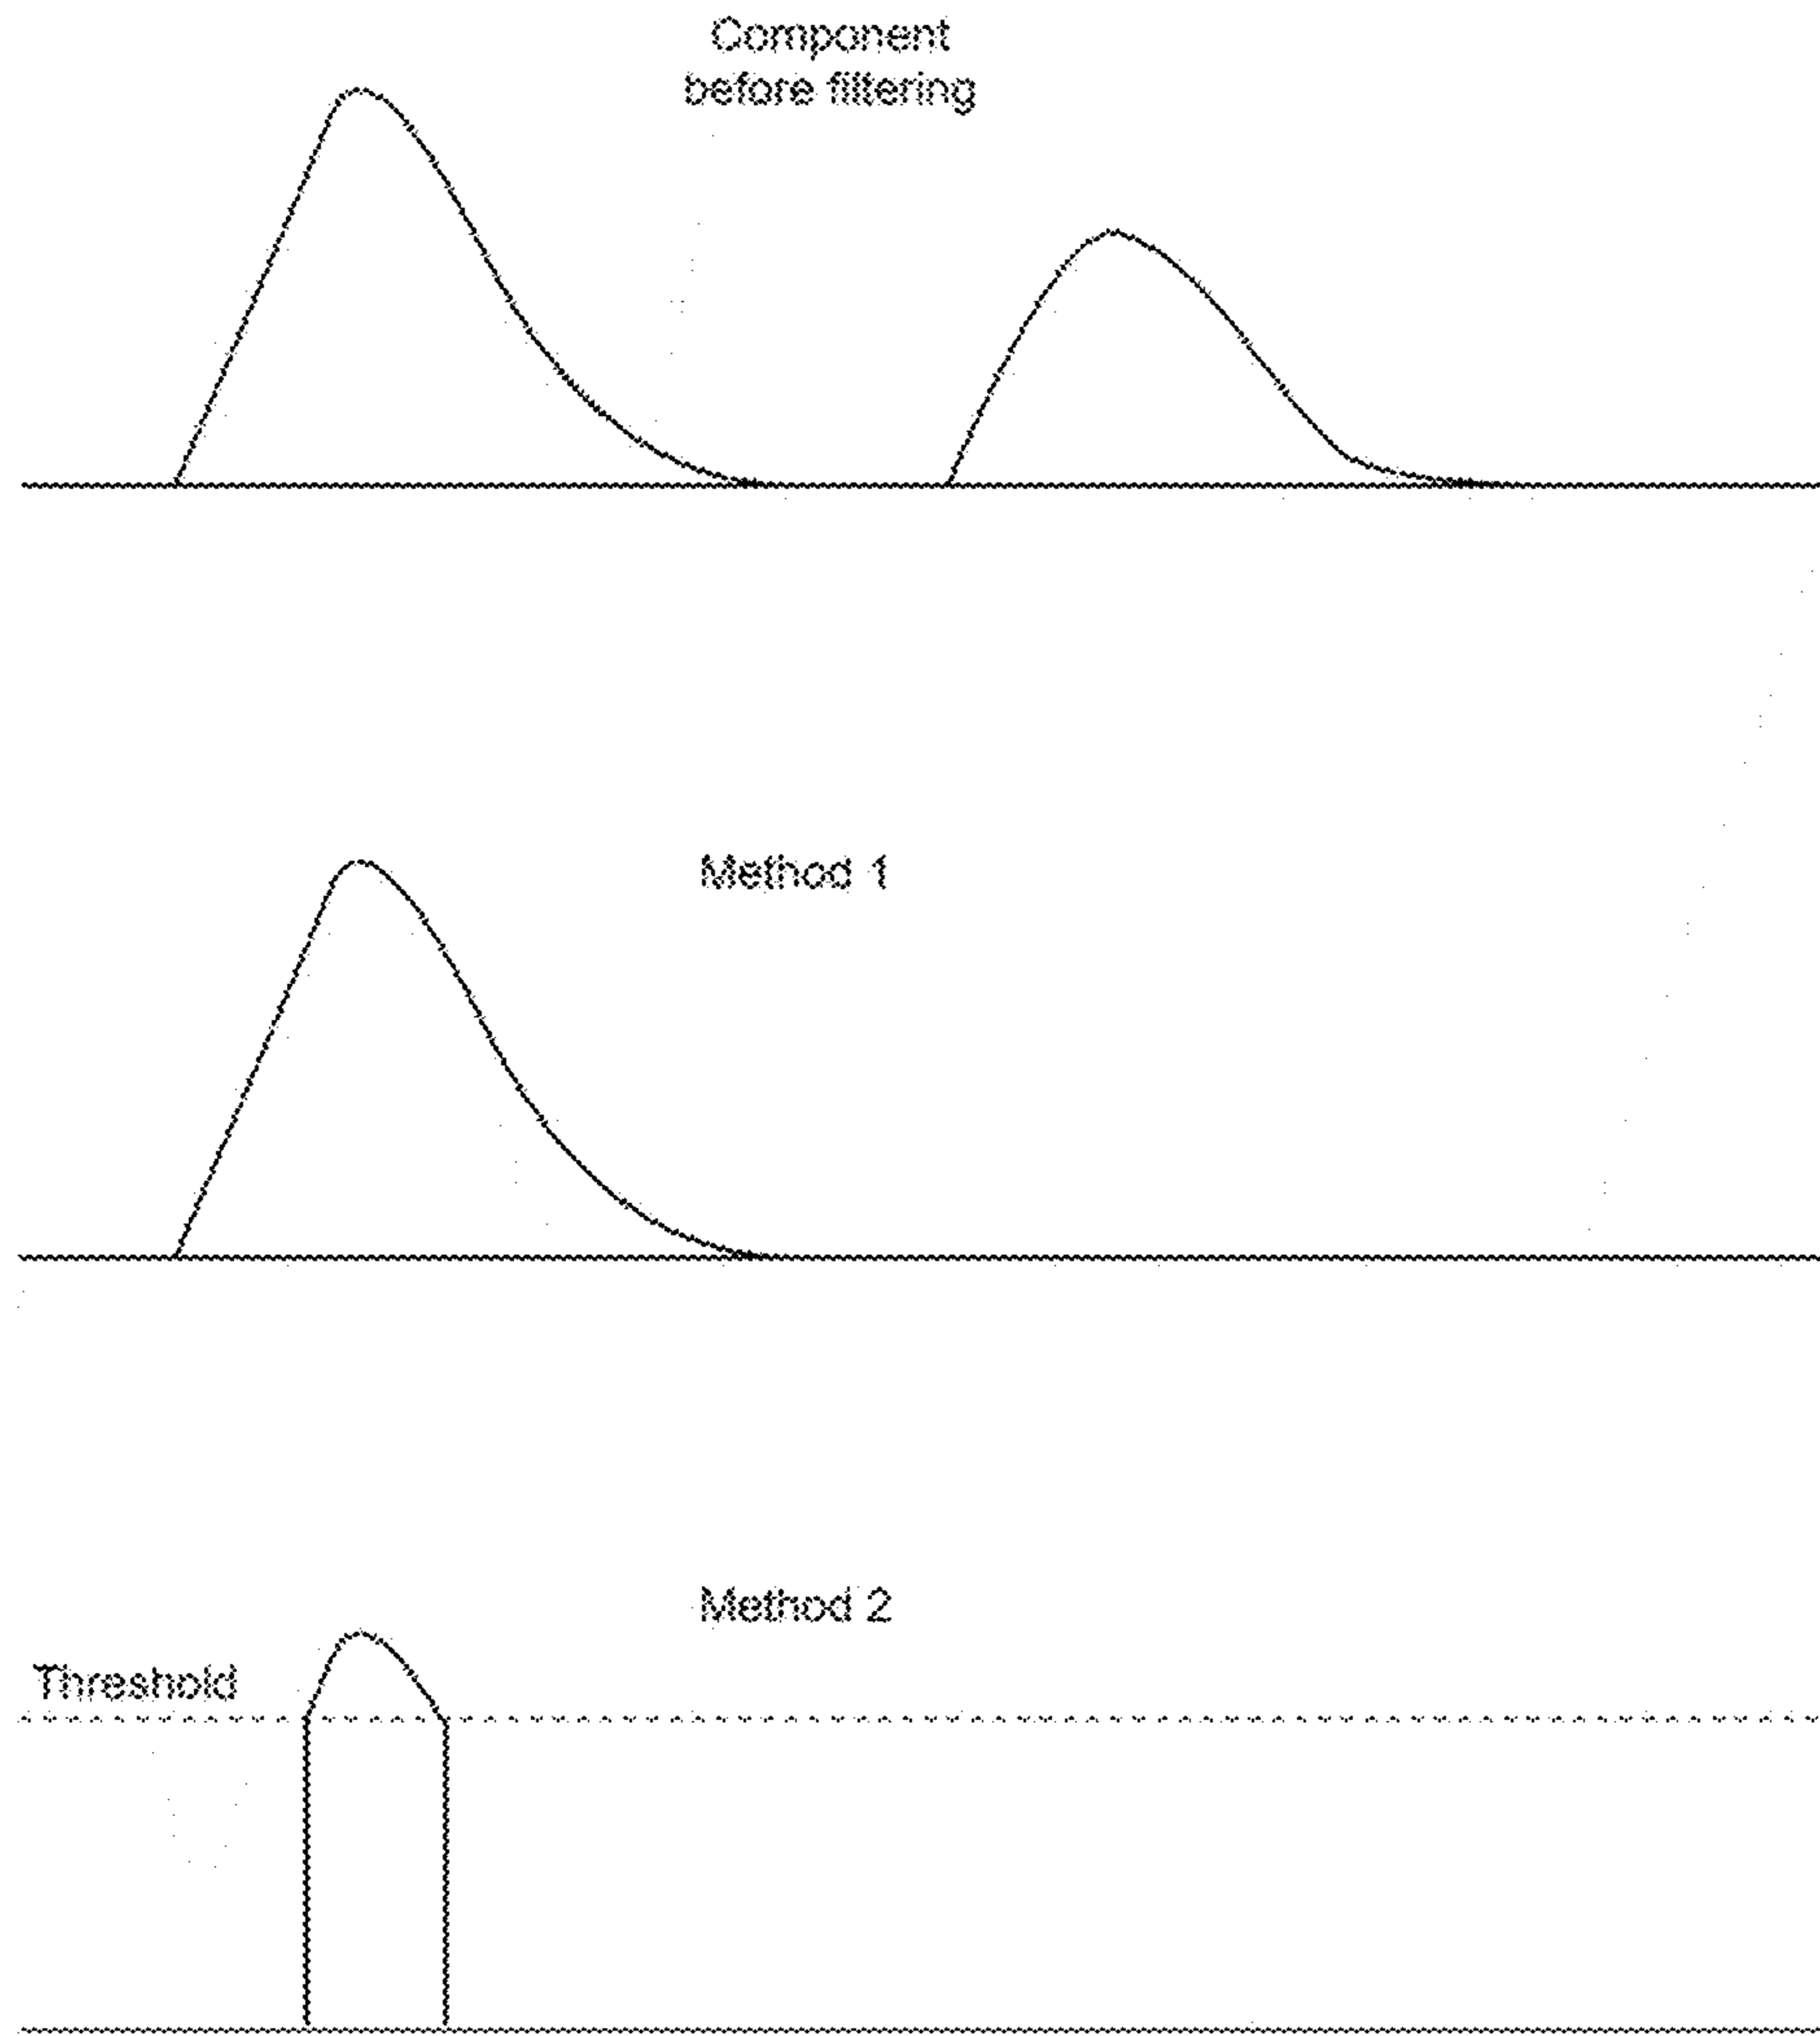 Component
before filtering
Method 1
Method 2
Threshold